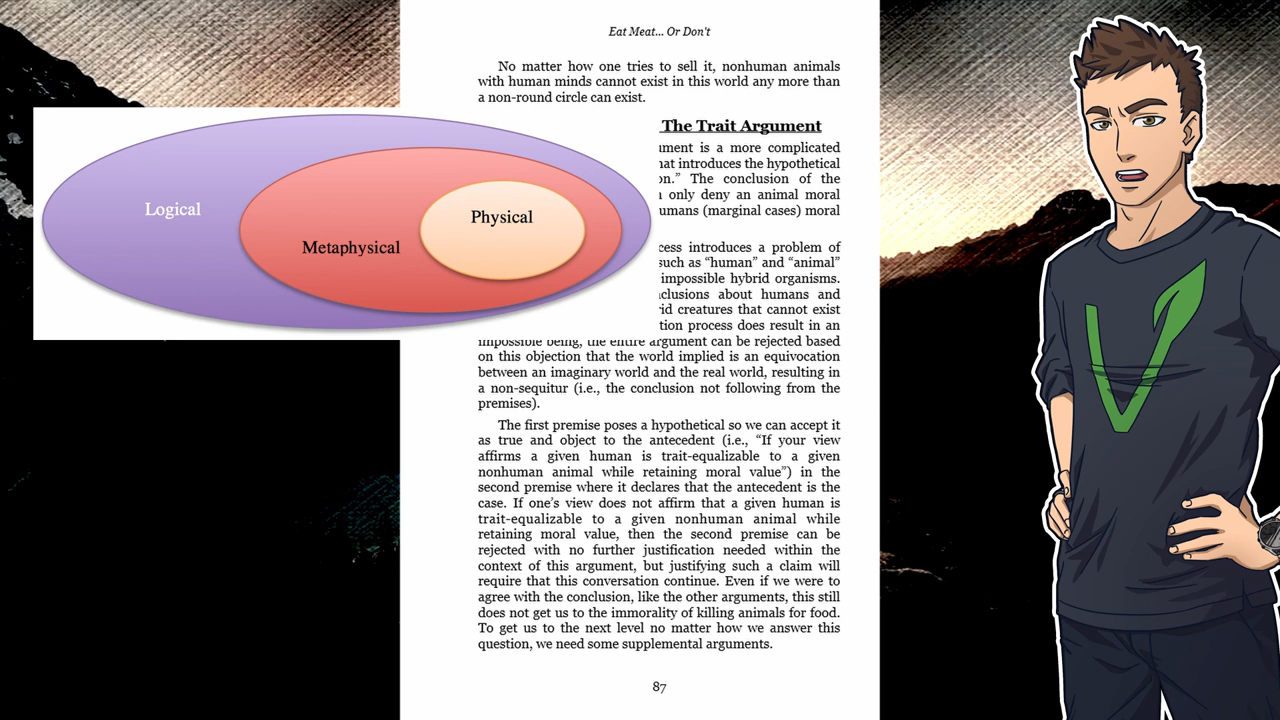 Eat Meat... Or Don't
No matter how one tries to sell it, nonhuman animals
with human minds cannot exist in this world any more than
a non-round circle can exist.
The Trait Argument
is a more complicated
introduces the hypothetical
The conclusion of the
only deny an animal moral
(marginal cases) moral
introduces a problem of
such as “human” and “animal”
impossible hybrid organisms.
about humans and
creatures that cannot exist
process does result in an
impossible being, the entire argument can be rejected based
on this objection that the world implied is an equivocation
between an imaginary world and the real world, resulting in
a non-sequitur (i.e., the conclusion not following from the
premises).
The first premise poses a hypothetical so we can accept it
as true and object to the antecedent (i.e., “If your view
affirms a given human is trait-equalizable to a given
nonhuman animal while retaining moral value”) in the
second premise where it declares that the antecedent is the
case. If one’s view does not affirm that a given human is
trait-equalizable to a given nonhuman animal while
retaining moral value, then the second premise can be
rejected with no further justification needed within the
context of this argument, but justifying such a claim will
require that this conversation continue. Even if we were to
agree with the conclusion, like the other arguments, this still
does not get us to the immorality of killing animals for food.
To get us to the next level no matter how we answer this
question, we need some supplemental arguments.
87
Logical
Metaphysical
Physical
V